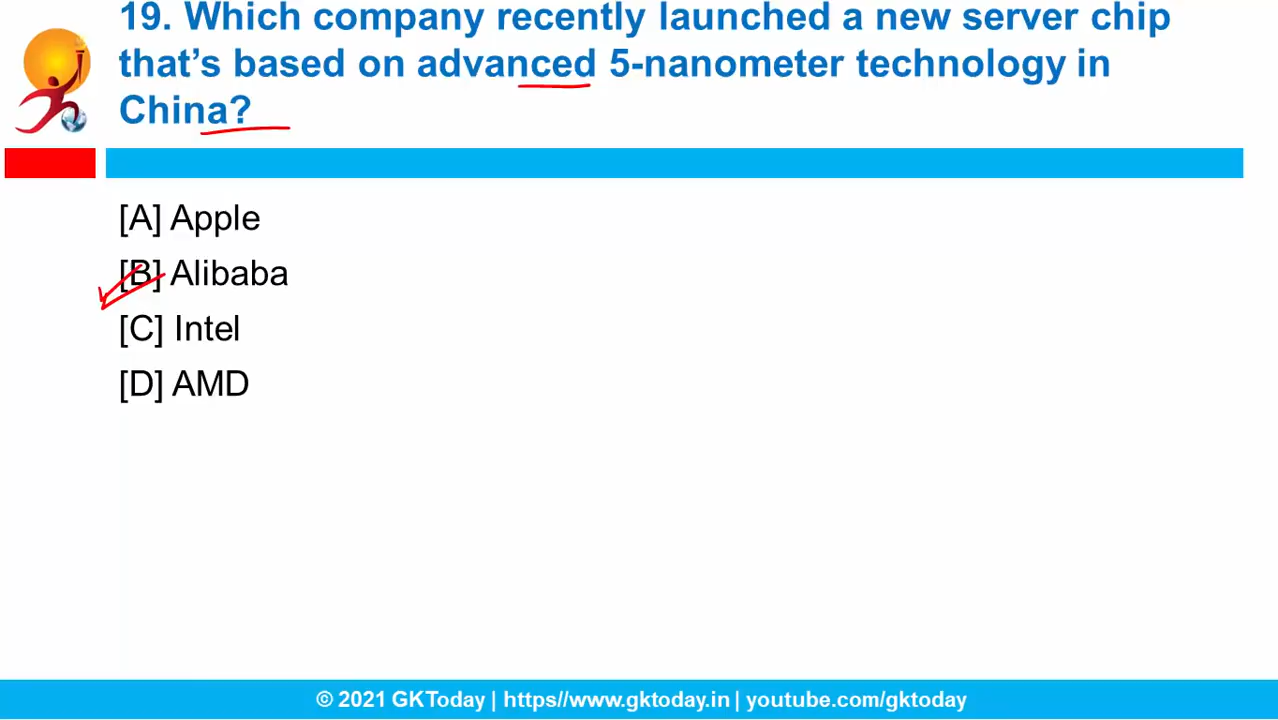 19. Which company recently launched a new server chip
that’s based on advanced 5-nanometer technology in
China?
[A] Apple
[B] Alibaba
[C] Intel
[D] AMD
© 2021 GKToday | https//www.gktoday.in | youtube.com/gktoday